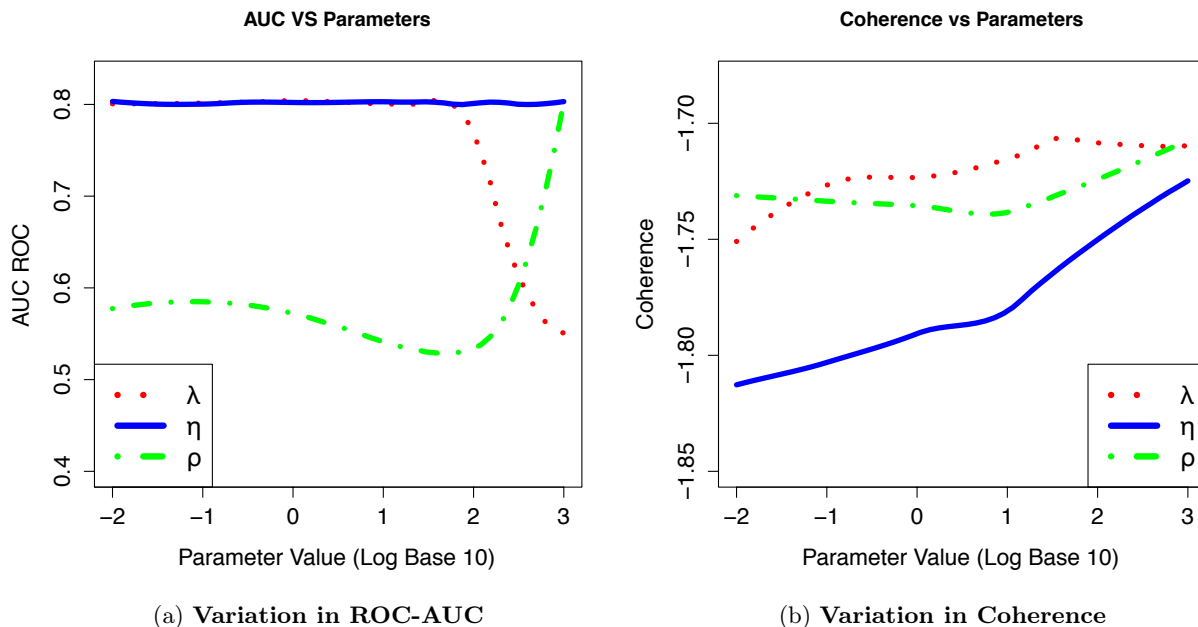 AUC VS Parameters
AUC ROC
0.8
0.7
0.6
0.5
0.4
λ
η
ρ
−2 −1 0 1 2 3
Parameter Value (Log Base 10)
(a) Variation in ROC-AUC
Coherence vs Parameters
Coherence
−1.70
−1.75
−1.80
−1.85
λ
η
ρ
−2 −1 0 1 2 3
Parameter Value (Log Base 10)
(b) Variation in Coherence